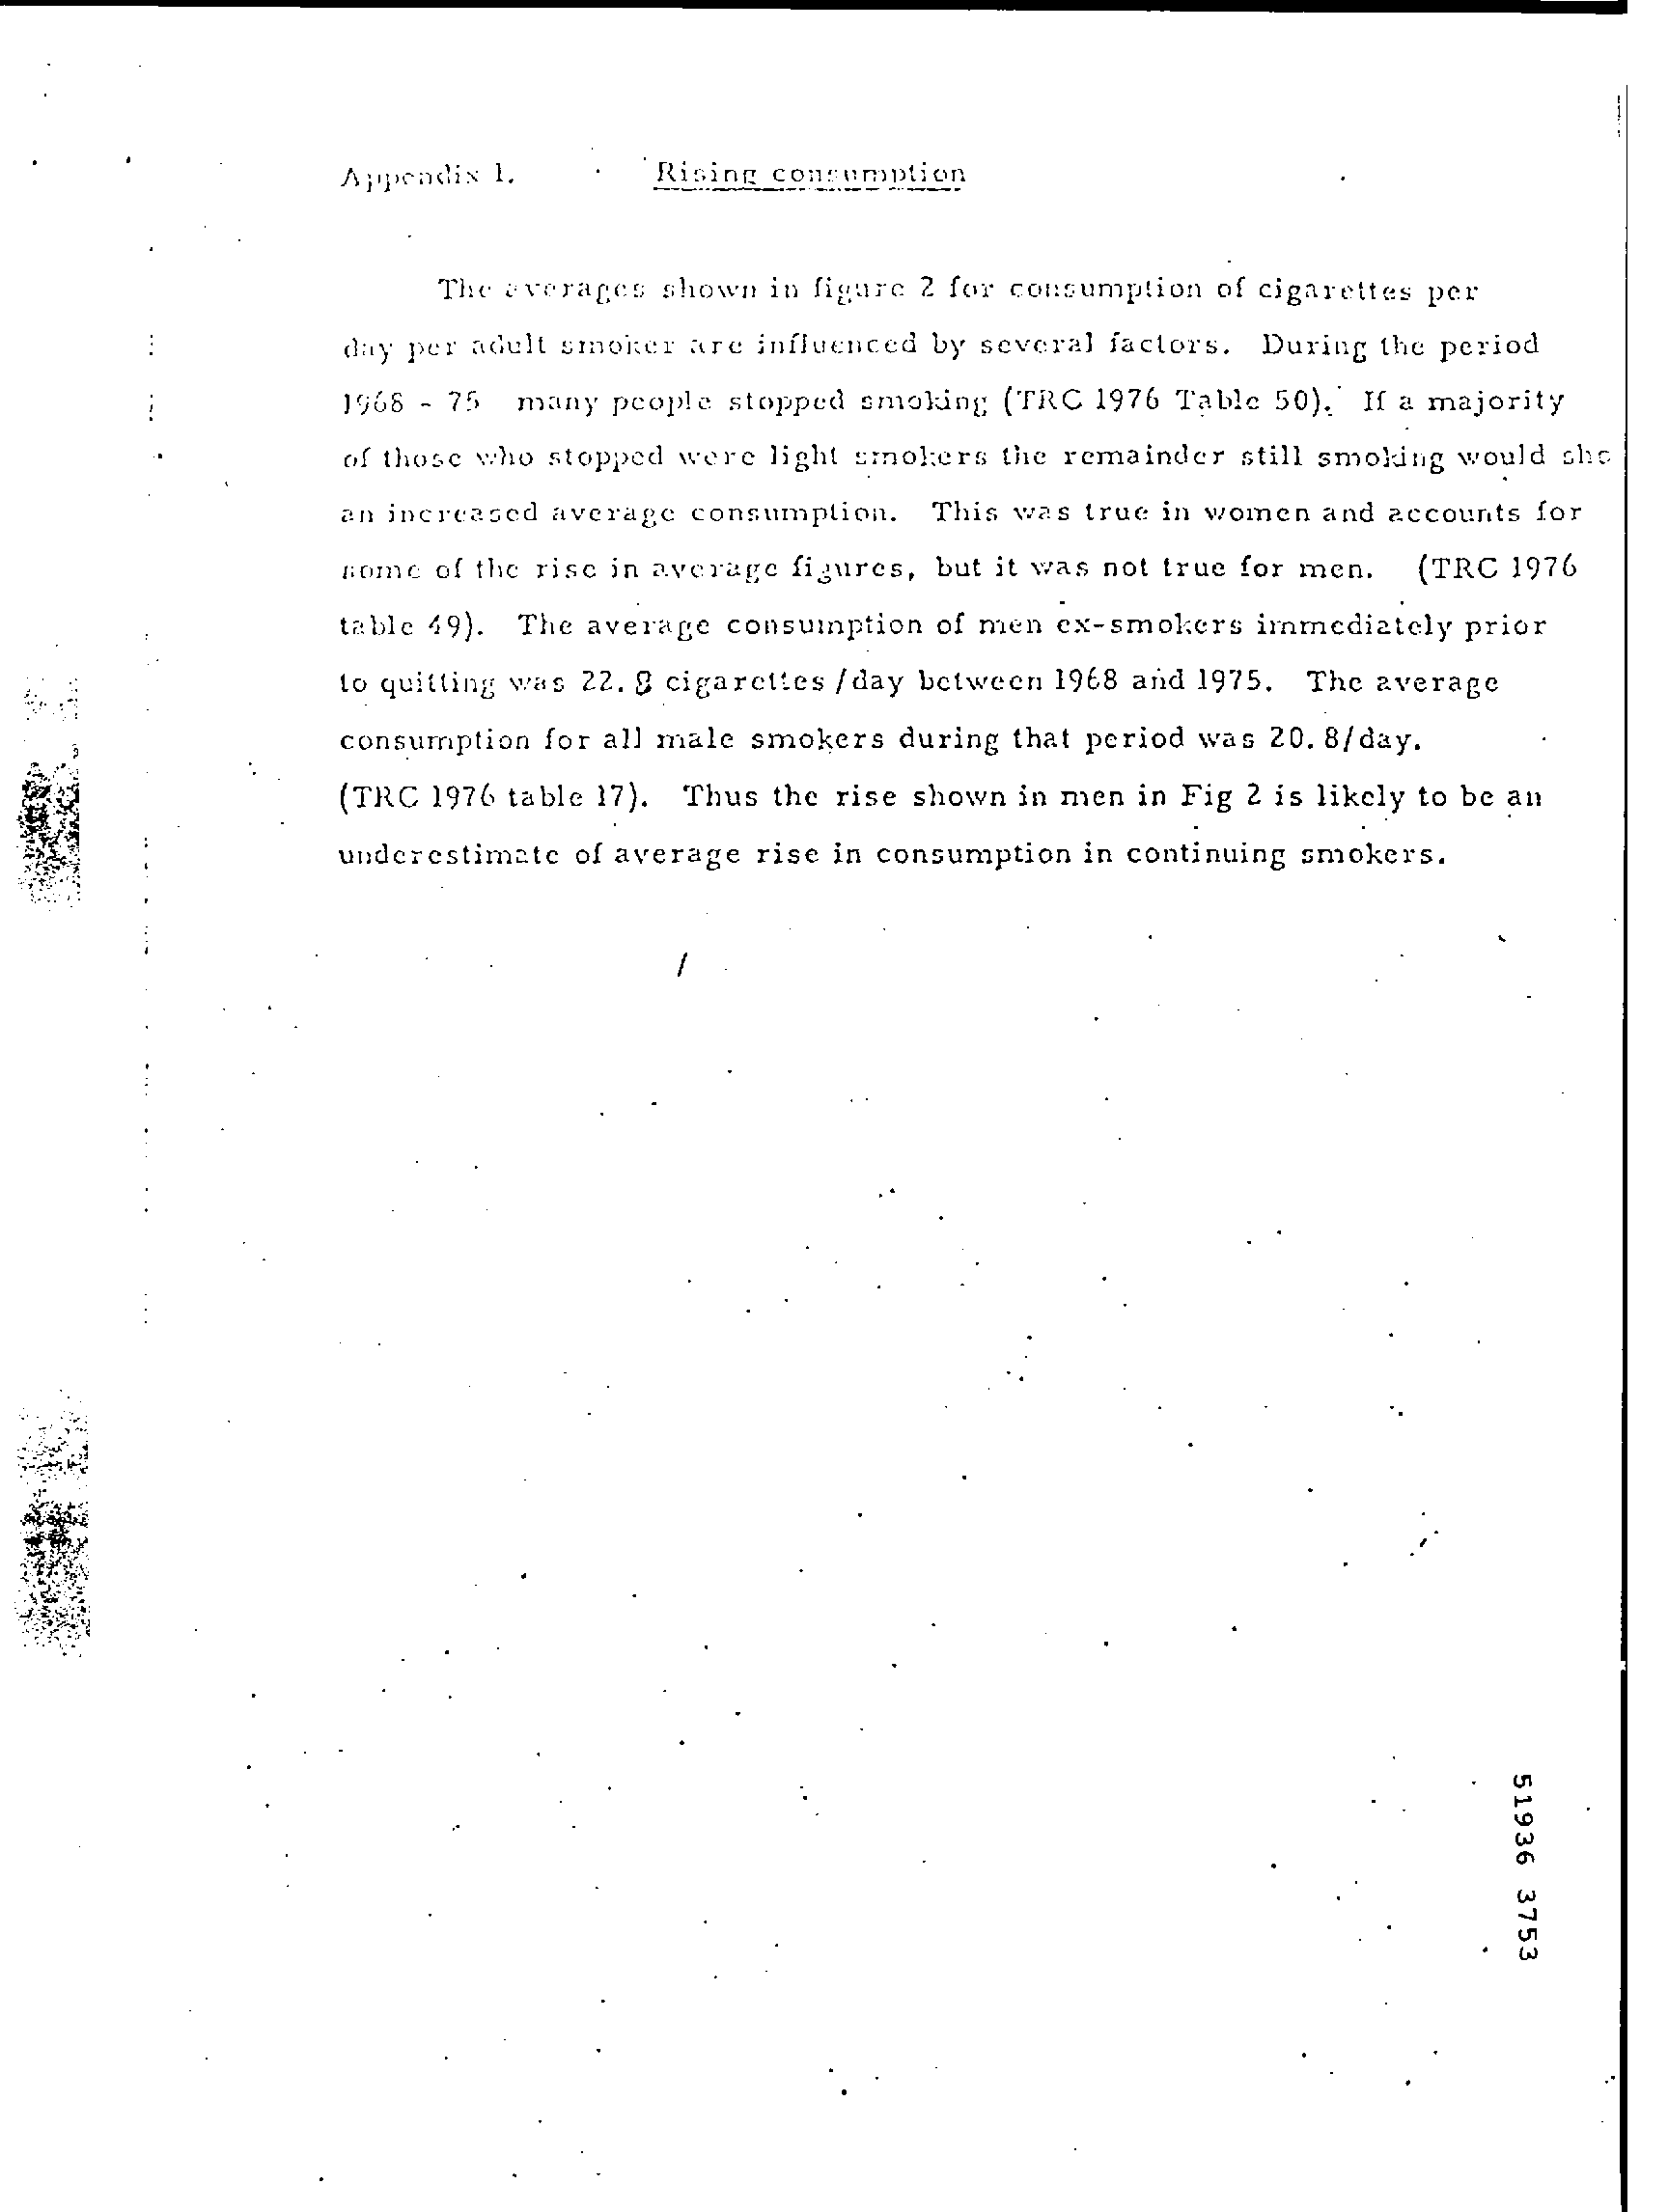 Appendix 1. Rising consumption
The averages shown in figure 2 for consumption of cigarettes per
day per adult smoker are influenced by several factors. During the period
1968 - 75 many people stopped smoking (TRC 1976 Table 50). If a majority
of those who stopped were light smokers the remainder still smoking would
an increased average consumption. This was true in women and accounts for
some of the rise in average figures, but it was not true for men. (TRC 1976
table 49). The average consumption of men ex-smokers immediately prior
to quitting was cigarettes /day between 1968 and 1975. The average
consumption for all male smokers during that period was 20.8/day.
(TRC 1976 table 17). Thus the rise shown in men in Fig 2 is likely to be an
underestimate of average rise in consumption in continuing smokers.
51936 3753